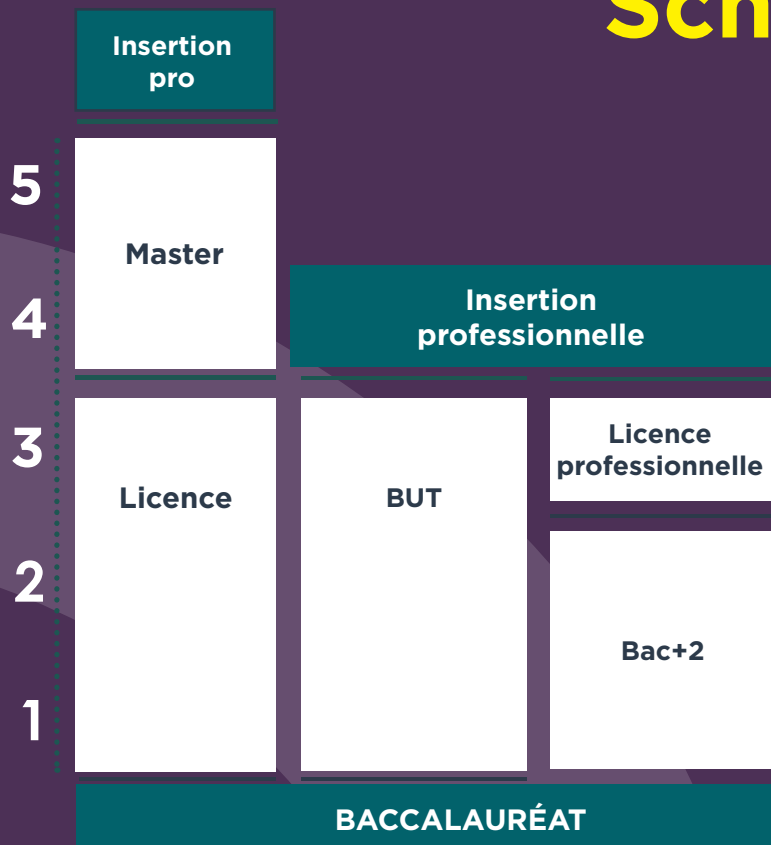 Sch
Insertion
pro
5
Master
4
Insertion
professionnelle
3
Licence
professionnelle
Licence
BUT
2
Bac+2
1
BACCALAURÉAT